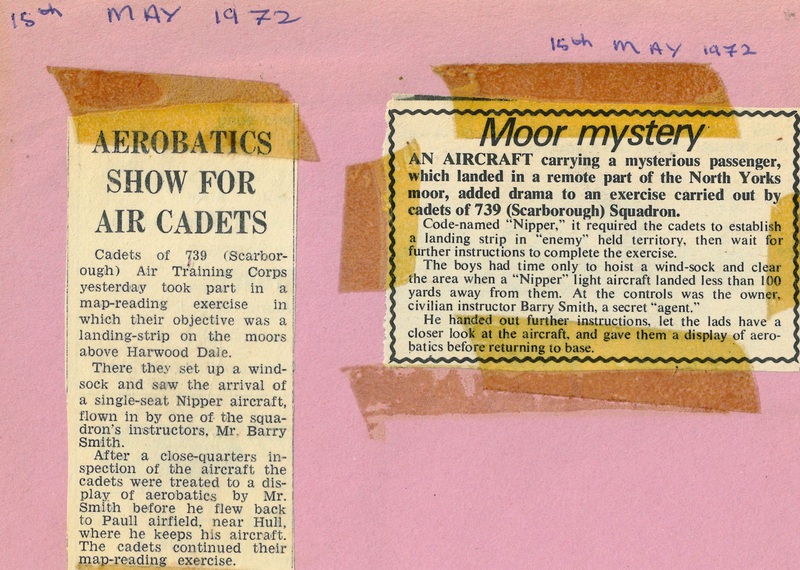 15th MAY 1972
AEROBATICS
SHOW FOR
AIR CADETS
Cadets of 739 (Scarbor-
ough) Air Training Corps
yesterday took part in a
map-reading exercise in
which their objective was a
landing-strip on the moors
above Harwood Dale.
There they set up a wind-
sock and saw the arrival of
a single-seat Nipper aircraft,
flown in by one of the squa-
dron's instructors, Mr. Barry
Smith.
After a close-quarters in-
spection of the aircraft the
cadets were treated to a dis-
play of aerobatics by Mr.
Smith before he flew back
to Paull airfield, near Hull,
where he keeps his aircraft.
The cadets continued their
map-reading exercise.
15th MAY 1972
Moor mystery
AN AIRCRAFT carrying a mysterious passenger,
which landed in a remote part of the North Yorks
moor, added drama to an exercise carried out by
cadets of 739 (Scarborough) Squadron.
Code-named "Nipper," it required the cadets to establish
a landing strip in "enemy" held territory, then wait for
further instructions to complete the exercise.
The boys had time only to hoist a wind-sock and clear
the area when a "Nipper" light aircraft landed less than 100
yards away from them. At the controls was the owner,
civilian instructor Barry Smith, a secret "agent."
He handed out further instructions, let the lads have a
closer look at the aircraft, and gave them a display of aero-
batics before returning to base.